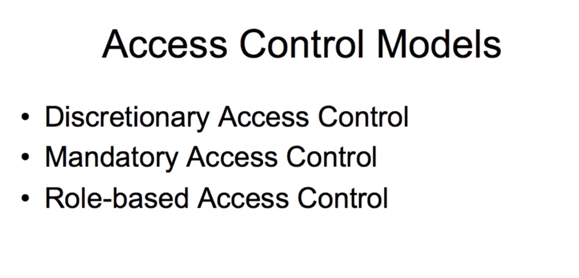 Access Control Models
• Discretionary Access Control
• Mandatory Access Control
• Role-based Access Control